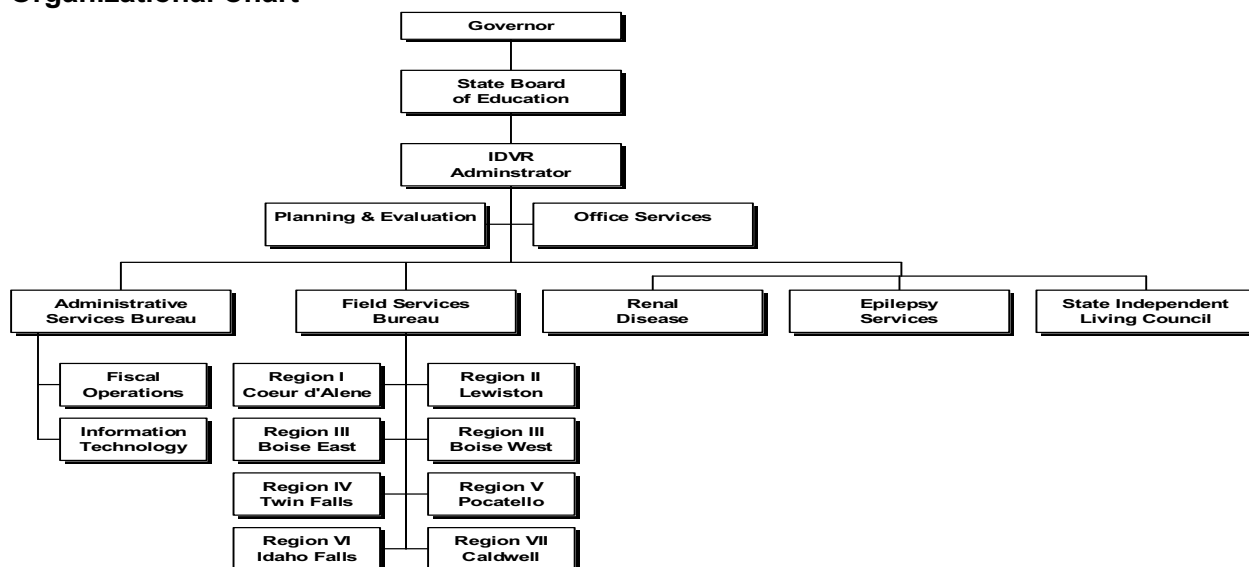 Organizational Chart
Governor
State Board
of Education
IDVR
Adminstrator
Planning & Evaluation
Office Services
Administrative
Services Bureau
Field Services
Bureau
Renal
Disease
Epilepsy
Services
State Independent
Living Council
Fiscal
Operations
Region I
Coeur d'Alene
Region II
Lewiston
Information
Technology
Region III
Boise East
Region III
Boise West
Region IV
Twin Falls
Region V
Pocatello
Region VI
Idaho Falls
Region VII
Caldwell